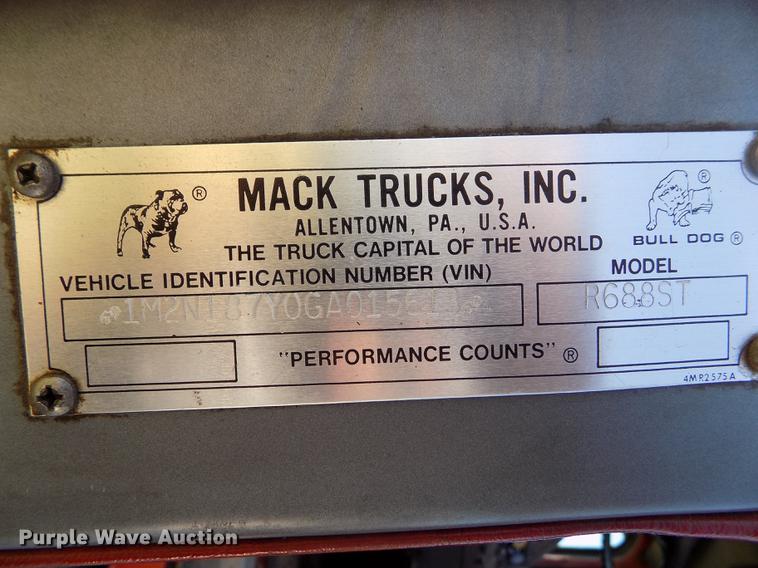 MACK TRUCKS, INC.
ALLENTOWN, PA., U.S.A.
THE TRUCK CAPITAL OF THE WORLD
® 
BULL DOG ®
VEHICLE IDENTIFICATION NUMBER (VIN)
MODEL
R688ST
"PERFORMANCE COUNTS" ®
4MR2575A
Purple Wave Auction